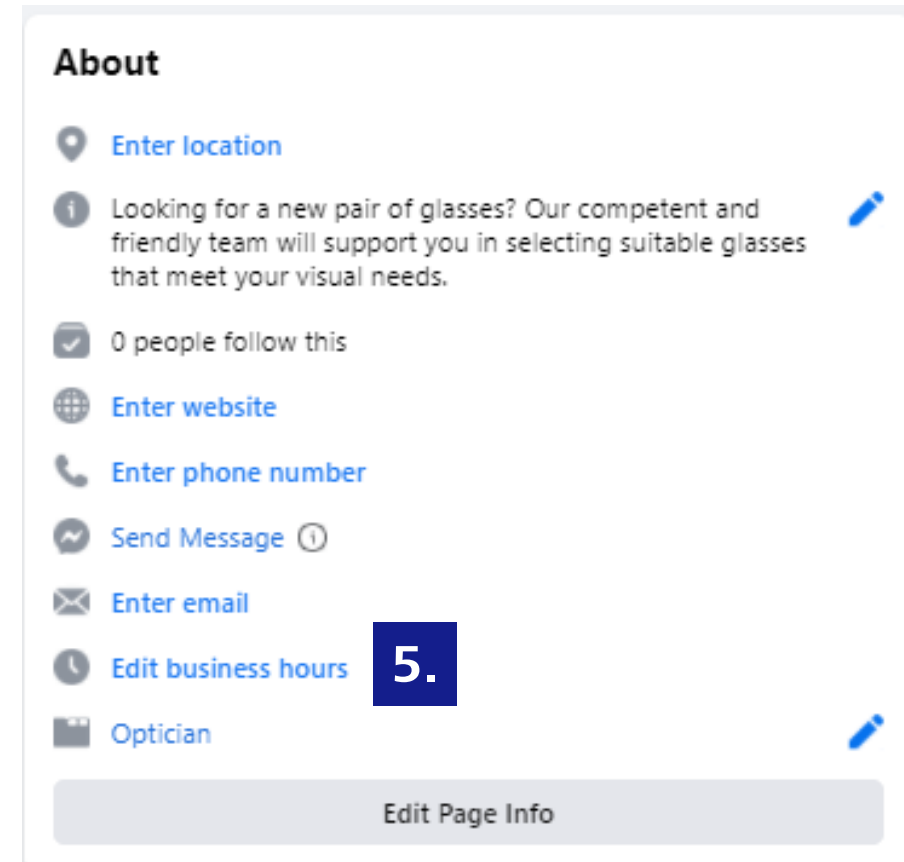 About
Enter location
Looking for a new pair of glasses? Our competent and
friendly team will support you in selecting suitable glasses
that meet your visual needs.
0 people follow this
Enter website
Enter phone number
Send Message
Enter email
Edit business hours 5.
Optician
Edit Page Info